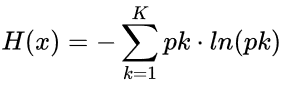 H(x) = − ∑_{k=1}^{K} pk · ln(pk)